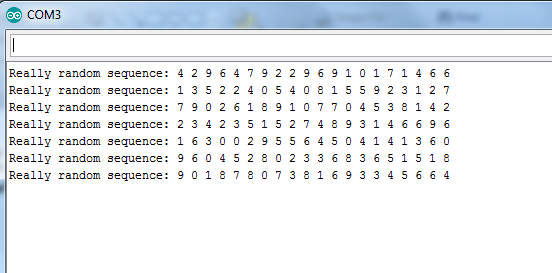 COM3
Really random sequence: 4 2 9 6 4 7 9 2 2 9 6 9 1 0 1 7 1 4 6 6
Really random sequence: 1 3 5 2 2 4 0 5 4 0 8 1 5 5 9 2 3 1 2 7
Really random sequence: 7 9 0 2 6 1 8 9 1 0 7 7 0 4 5 3 8 1 4 2
Really random sequence: 2 3 4 2 3 5 1 5 2 7 4 8 9 3 1 4 6 6 9 6
Really random sequence: 1 6 3 0 0 2 9 5 5 6 4 5 0 4 1 4 1 3 6 0
Really random sequence: 9 6 0 4 5 2 8 0 2 3 3 6 8 3 6 5 1 5 1 8
Really random sequence: 9 0 1 8 7 8 0 7 3 8 1 6 9 3 3 4 5 6 6 4